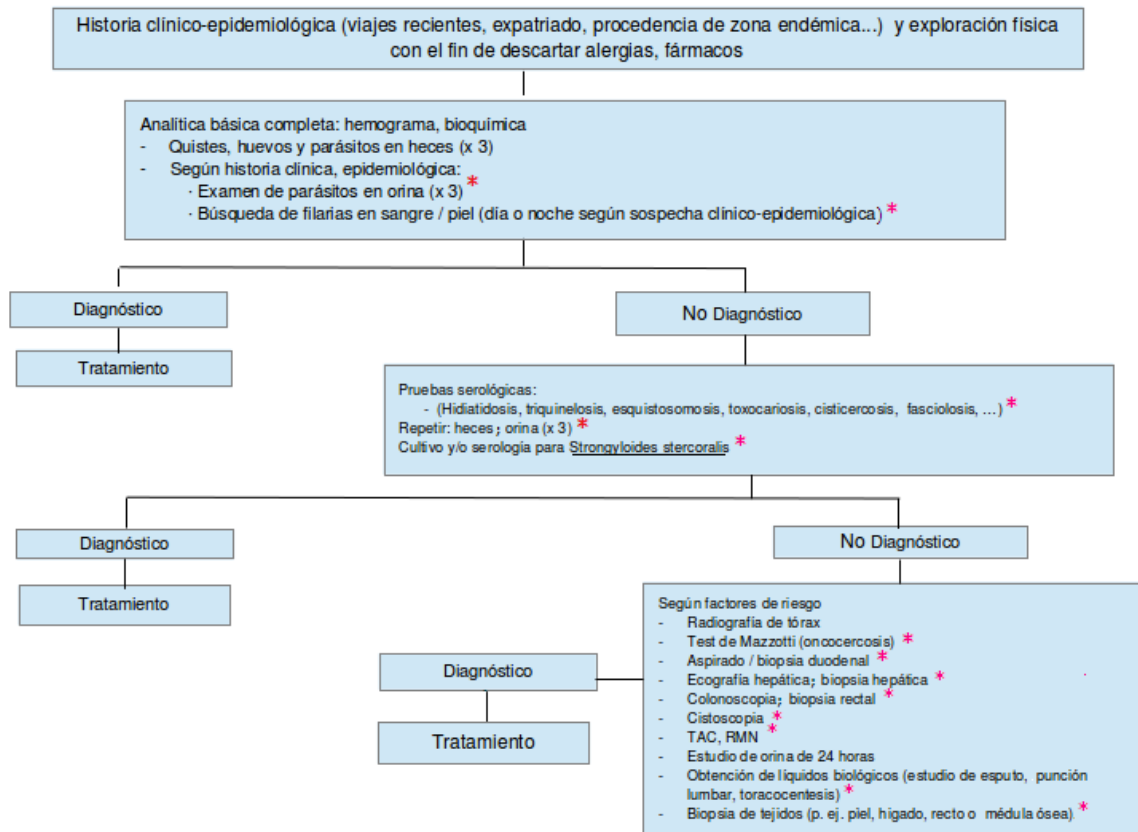 Historia clínico-epidemiológica (viajes recientes, expatriado, procedencia de zona endémica...) y exploración física
con el fin de descartar alergias, fármacos
Analítica básica completa: hemograma, bioquímica
- Quistes, huevos y parásitos en heces (x 3)
- Según historia clínica, epidemiológica:
· Examen de parásitos en orina (x 3) *
· Búsqueda de filarias en sangre / piel (día o noche según sospecha clínico-epidemiológica) *
Diagnóstico
No Diagnóstico
Tratamiento
Pruebas serológicas:
- (Hidiatidosis, triquinelosis, esquistosomosis, toxocariosis, cisticercosis, fasciolosis, ...) *
Repetir: heces; orina (x 3) *
Cultivo y/o serología para Strongyloides stercoralis *
Diagnóstico
No Diagnóstico
Tratamiento
Según factores de riesgo
- Radiografía de tórax
- Test de Mazzotti (oncocercosis) *
- Aspirado / biopsia duodenal *
- Ecografía hepática; biopsia hepática *
- Colonoscopia; biopsia rectal *
- Cistoscopia *
- TAC, RMN *
- Estudio de orina de 24 horas
- Obtención de líquidos biológicos (estudio de esputo, punción
lumbar, toracocentesis) *
- Biopsia de tejidos (p. ej. piel, hígado, recto o médula ósea) *
Diagnóstico
Tratamiento